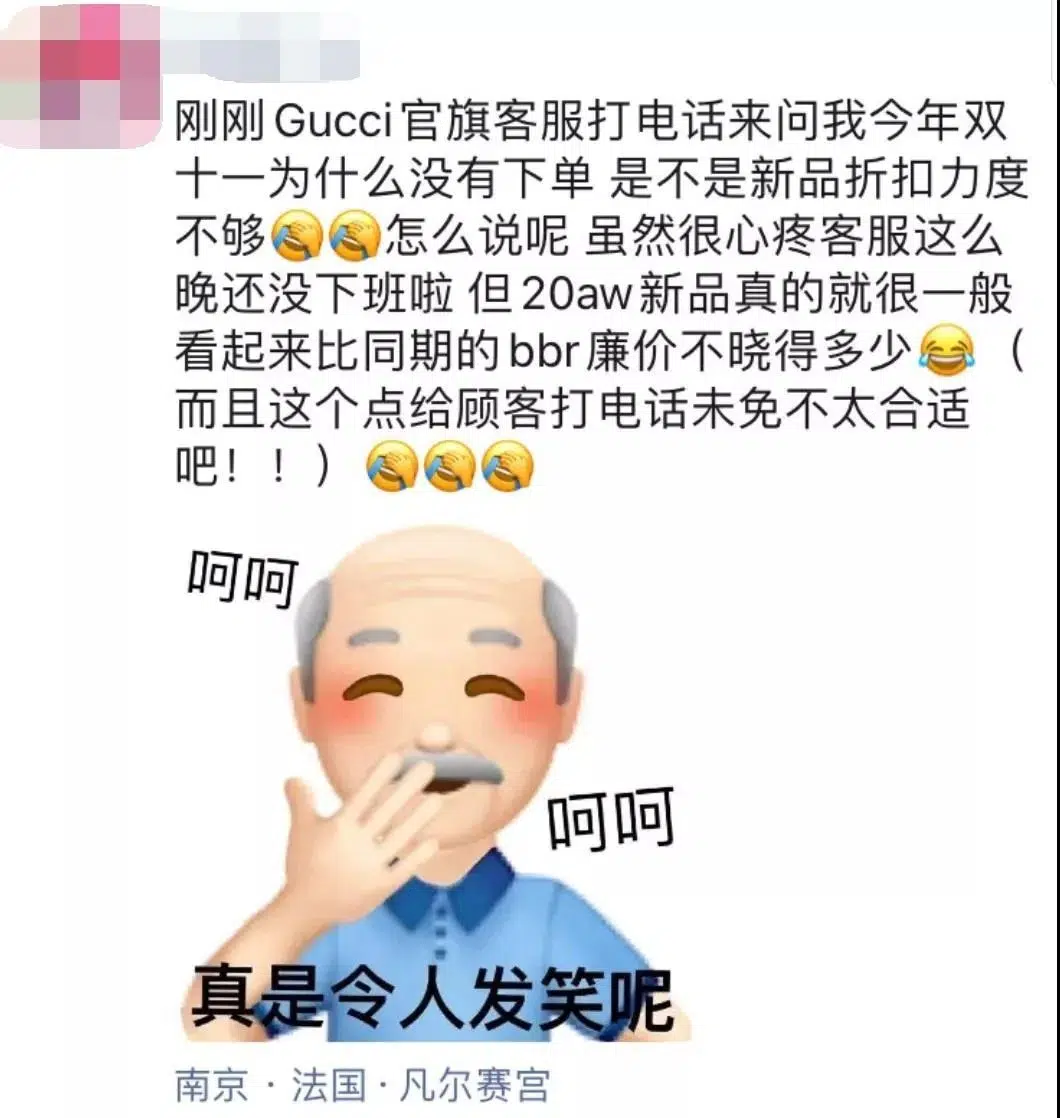 刚刚Gucci官旗客服打电话来问我今年双
十一为什么没有下单 是不是新品折扣力度
不够🤦🤦怎么说呢 虽然很心疼客服这么
晚还没下班啦 但20aw新品真的就很一般
看起来比同期的bbr廉价不晓得多少😂（
而且这个点给顾客打电话未免不太合适
吧！！）🤦🤦🤦
呵呵
呵呵
真是令人发笑呢
南京 · 法国 · 凡尔赛宫